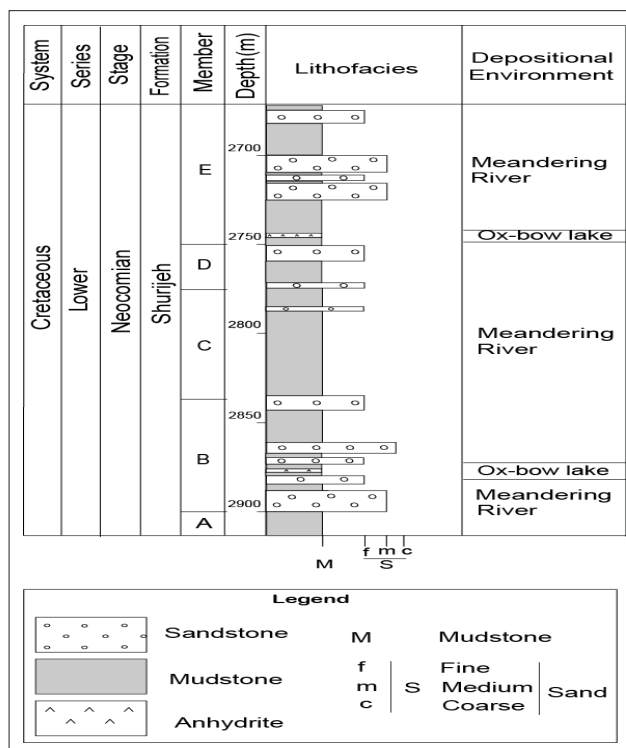 System
Series
Stage
Formation
Member
Depth(m)
Lithofacies
Depositional
Environment
Cretaceous
Lower
Neocomian
Shurijeh
E
D
C
B
A
2700
2750
2800
2850
2900
Meandering
River
Ox-bow lake
Meandering
River
Ox-bow lake
Meandering
River
M
f m c
S
Legend
Sandstone
Mudstone
Anhydrite
M Mudstone
f Fine
m S Medium Sand
c Coarse